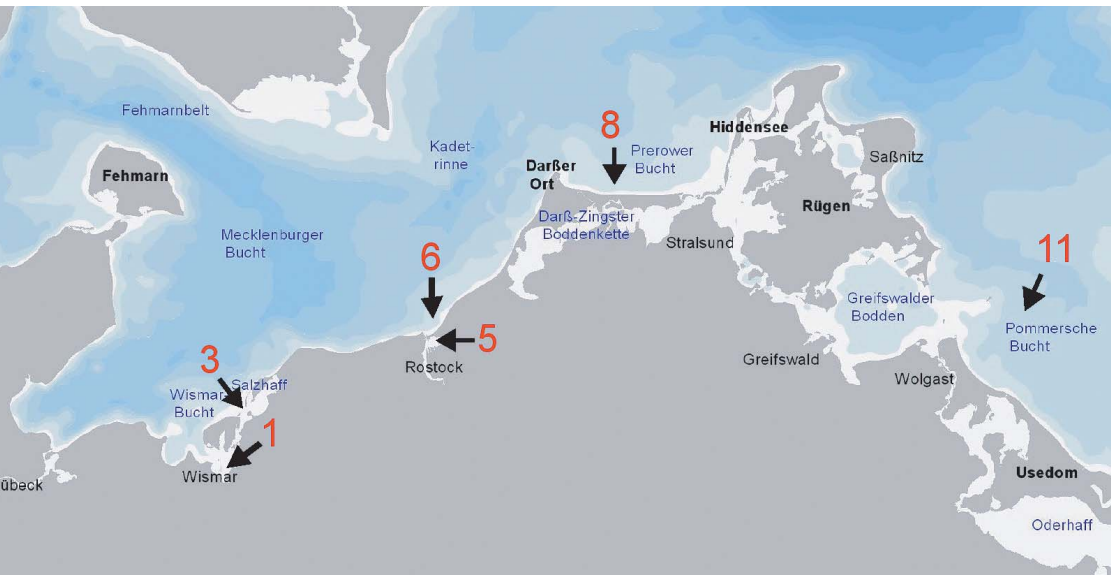 Fehmarnbelt
Fehmarn
Kadet-
rinne
8
Hiddensee
Prerower
Bucht
Darßer
Ort
Saßnitz
Rügen
Darß-Zingster
Boddenkette
Stralsund
Mecklenburger
Bucht
6
11
Greifswalder
Bodden
Pommersche
Bucht
5
Rostock
Greifswald
Wolgast
3
Salzhaff
Wismar
Bucht
1
Wismar
übeck
Usedom
Oderhaff